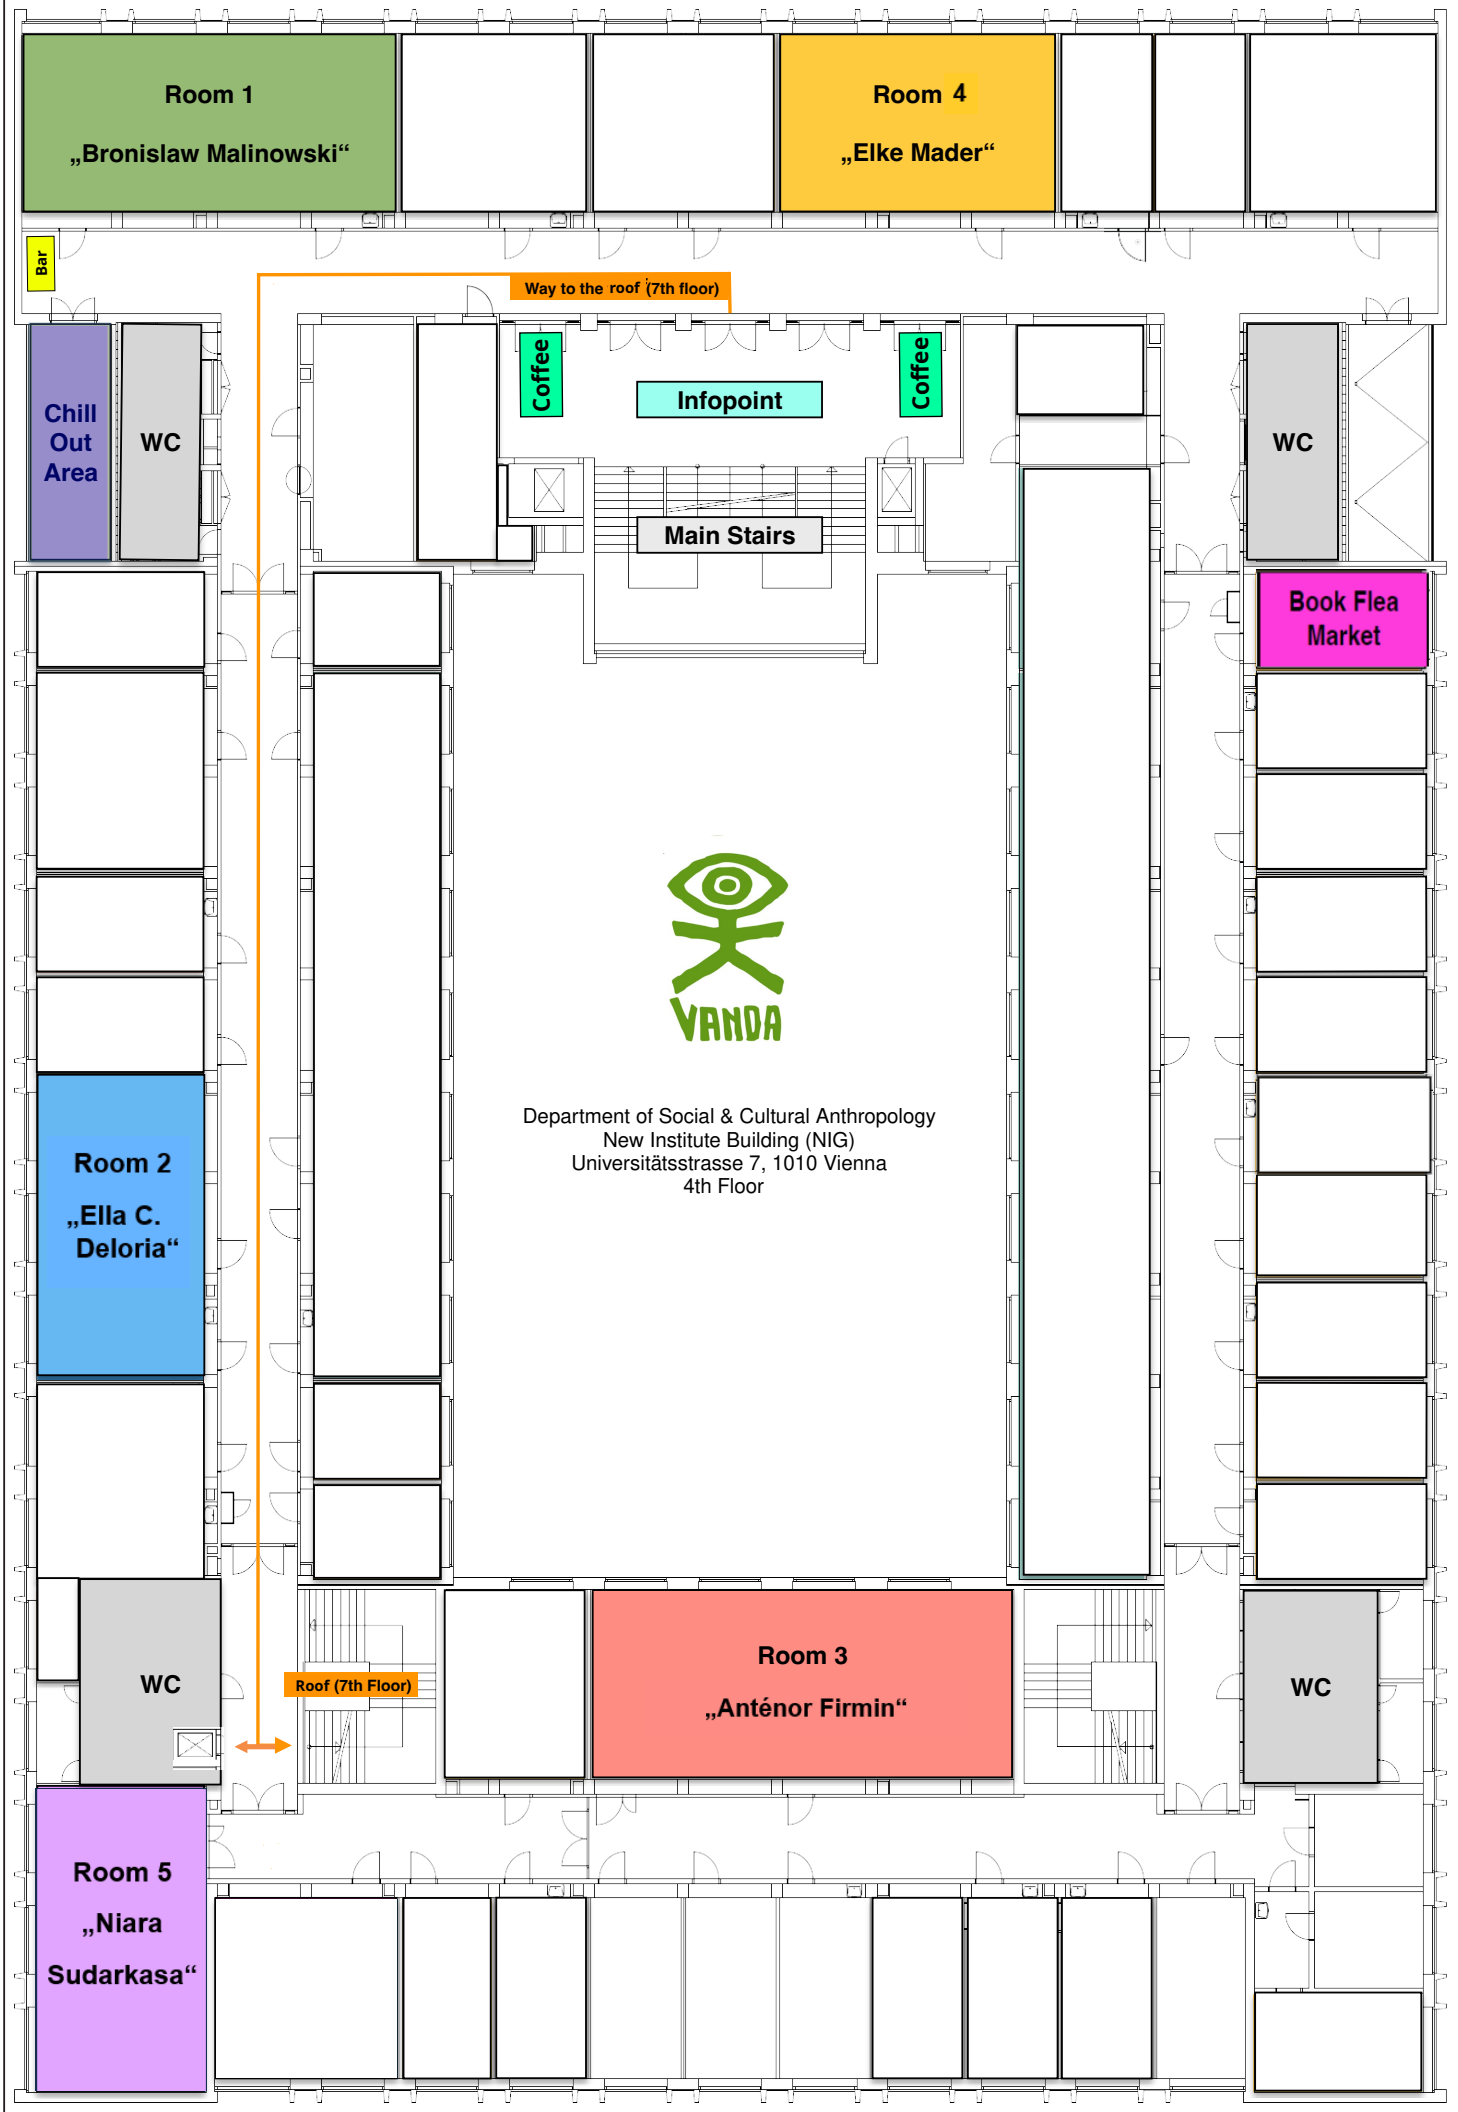 Room 1
„Bronislaw Malinowski“
Room 4
„Elke Mader“
Bar
Way to the roof (7th floor)
Coffee
Infopoint
Coffee
Chill
Out
Area
WC
WC
Main Stairs
Book Flea
Market
VANDA
Department of Social & Cultural Anthropology
New Institute Building (NIG)
Universitätsstrasse 7, 1010 Vienna
4th Floor
Room 2
„Ella C.
Deloria“
Room 3
„Anténor Firmin“
Roof (7th Floor)
WC
WC
Room 5
„Niara
Sudarkasa“